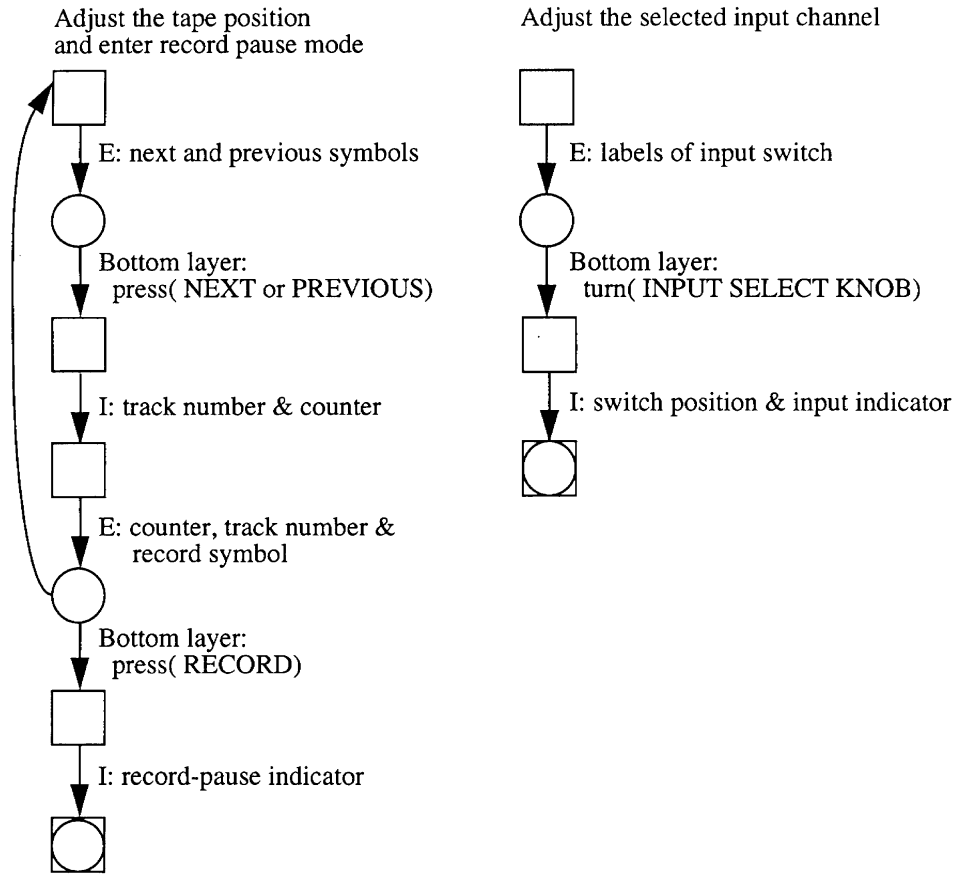 Adjust the tape position
and enter record pause mode
E: next and previous symbols
Bottom layer:
press( NEXT or PREVIOUS)
I: track number & counter
E: counter, track number &
record symbol
Bottom layer:
press( RECORD)
I: record-pause indicator
Adjust the selected input channel
E: labels of input switch
Bottom layer:
turn( INPUT SELECT KNOB)
I: switch position & input indicator